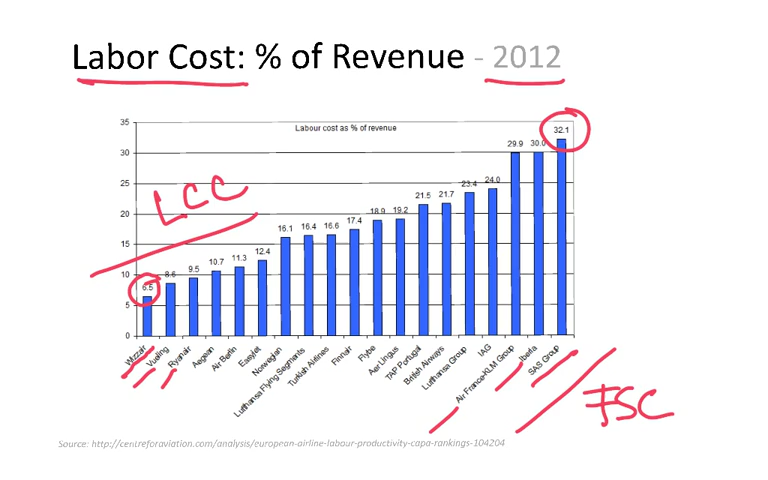 Labor Cost: % of Revenue - 2012
Labour cost as % of revenue
35
30
25
20
15
10
5
0
6.5
8.6
9.5
10.7
11.3
12.4
16.1
16.4
16.6
17.4
18.9
19.2
21.5
21.7
23.4
24.0
29.9
30.0
32.1
LCC
Wizzair
Vueling
Ryanair
Aegean
Air Berlin
Easyjet
Norwegian
Lufthansa Flying Segments
Turkish Airlines
Finnair
Flybe
Aer Lingus
TAP Portugal
British Airways
Lufthansa Group
IAG
Air France-KLM Group
Iberia
SAS Group
FSC
Source: http://centreforaviation.com/analysis/european-airline-labour-productivity-capa-rankings-104204